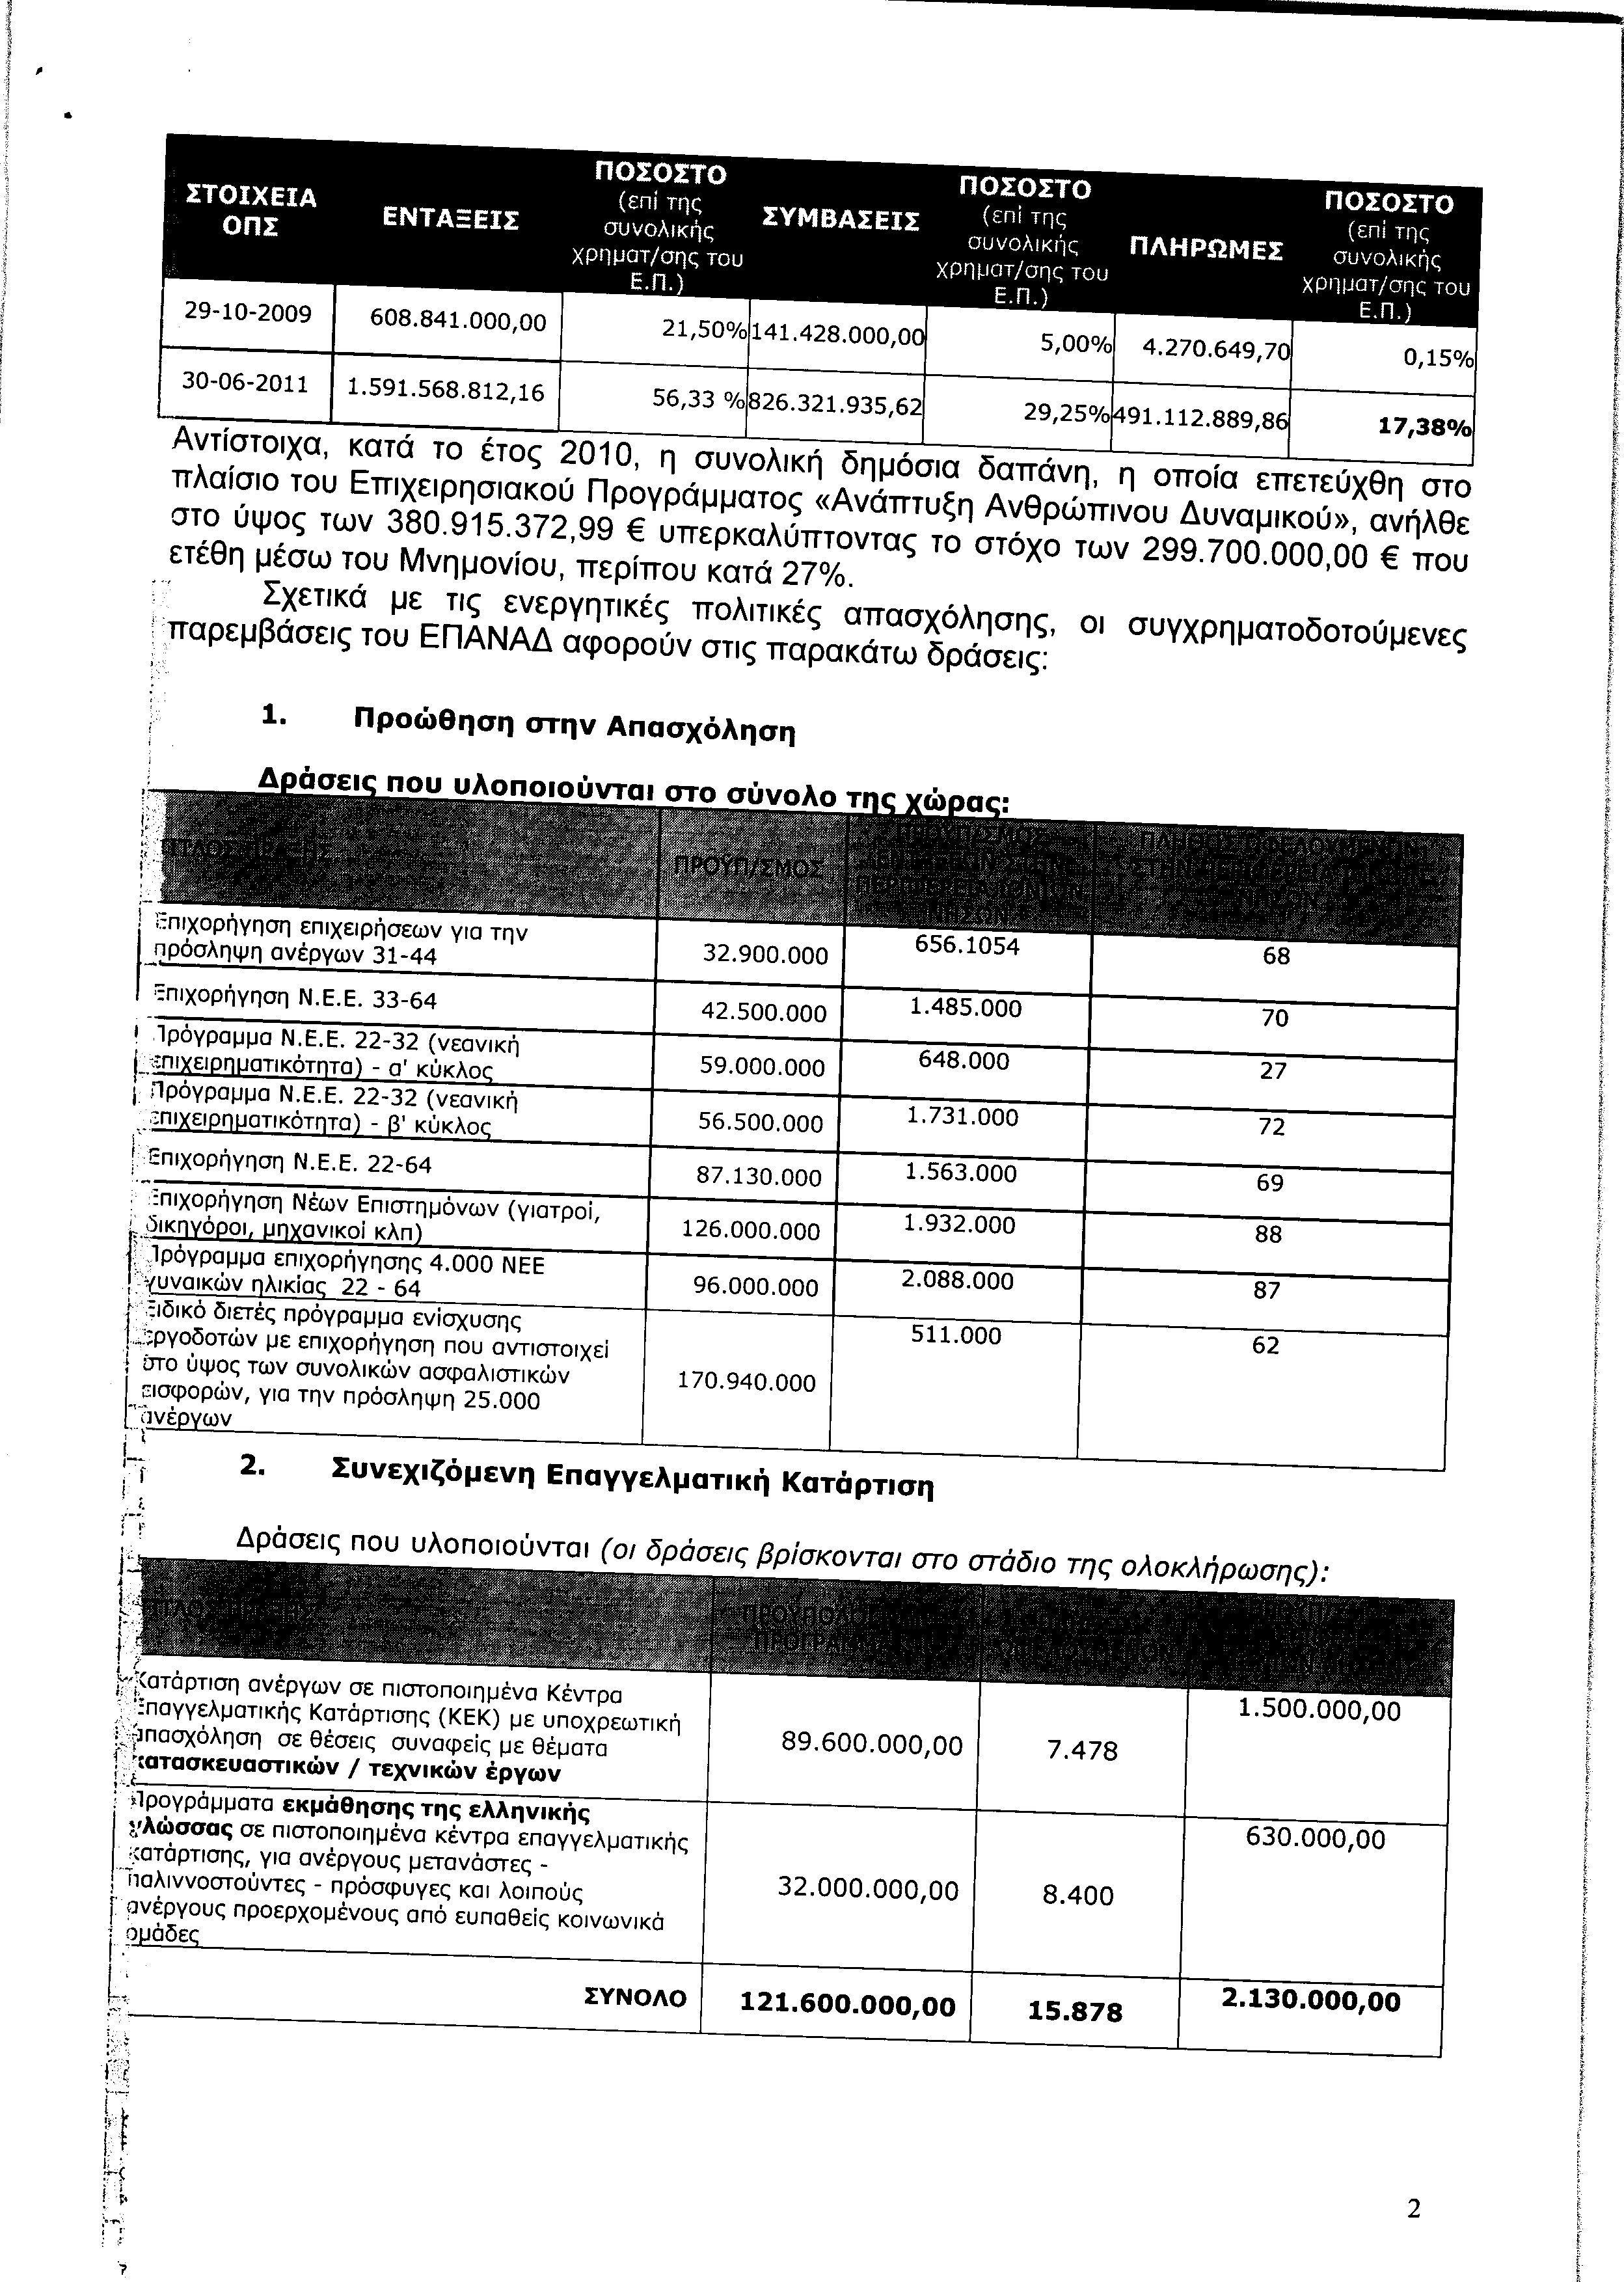 ΣΤΟΙΧΕΙΑ ΟΠΣ ΕΝΤΑΞΕΙΣ ΠΟΣΟΣΤΟ (επί της συνολικής χρηματ/σης του Ε.Π.) ΣΥΜΒΑΣΕΙΣ ΠΟΣΟΣΤΟ (επί της συνολικής χρηματ/σης του Ε.Π.) ΠΛΗΡΩΜΕΣ ΠΟΣΟΣΤΟ (επί της συνολικής χρηματ/σης του Ε.Π.)
29-10-2009 608.841.000,00 21,50% 141.428.000,00 5,00% 4.270.649,70 0,15%
30-06-2011 1.591.568.812,16 56,33 % 826.321.935,62 29,25% 491.112.889,86 17,38%
Αντίστοιχα, κατά το έτος 2010, η συνολική δημόσια δαπάνη, η οποία επετεύχθη στο
πλαίσιο του Επιχειρησιακού Προγράμματος «Ανάπτυξη Ανθρώπινου Δυναμικού», ανήλθε
στο ύψος των 380.915.372,99 € υπερκαλύπτοντας το στόχο των 299.700.000,00 € που
ετέθη μέσω του Μνημονίου, περίπου κατά 27%.
Σχετικά με τις ενεργητικές πολιτικές απασχόλησης, οι συγχρηματοδοτούμενες
παρεμβάσεις του ΕΠΑΝΑΔ αφορούν στις παρακάτω δράσεις:
1. Προώθηση στην Απασχόληση
Δράσεις που υλοποιούνται στο σύνολο της χώρας:
ΠΡΟΫΠ/ΣΜΟΣ
Επιχορήγηση επιχειρήσεων για την
πρόσληψη ανέργων 31-44 32.900.000 656.1054 68
Επιχορήγηση Ν.Ε.Ε. 33-64 42.500.000 1.485.000 70
Πρόγραμμα Ν.Ε.Ε. 22-32 (νεανική
επιχειρηματικότητα) - α' κύκλος 59.000.000 648.000 27
Πρόγραμμα Ν.Ε.Ε. 22-32 (νεανική
επιχειρηματικότητα) - β' κύκλος 56.500.000 1.731.000 72
Επιχορήγηση Ν.Ε.Ε. 22-64 87.130.000 1.563.000 69
Επιχορήγηση Νέων Επιστημόνων (γιατροί,
δικηγόροι, μηχανικοί κλπ) 126.000.000 1.932.000 88
Πρόγραμμα επιχορήγησης 4.000 ΝΕΕ
γυναικών ηλικίας 22 - 64 96.000.000 2.088.000 87
Ειδικό διετές πρόγραμμα ενίσχυσης
εργοδοτών με επιχορήγηση που αντιστοιχεί
στο ύψος των συνολικών ασφαλιστικών
εισφορών, για την πρόσληψη 25.000
ανέργων 170.940.000 511.000 62
2. Συνεχιζόμενη Επαγγελματική Κατάρτιση
Δράσεις που υλοποιούνται (οι δράσεις βρίσκονται στο στάδιο της ολοκλήρωσης):
Κατάρτιση ανέργων σε πιστοποιημένα Κέντρα
Επαγγελματικής Κατάρτισης (ΚΕΚ) με υποχρεωτική
απασχόληση σε θέσεις συναφείς με θέματα
κατασκευαστικών / τεχνικών έργων 89.600.000,00 7.478 1.500.000,00
Προγράμματα εκμάθησης της ελληνικής
γλώσσας σε πιστοποιημένα κέντρα επαγγελματικής
κατάρτισης, για ανέργους μετανάστες -
παλιννοστούντες - πρόσφυγες και λοιπούς
ανέργους προερχομένους από ευπαθείς κοινωνικά
ομάδες 32.000.000,00 8.400 630.000,00
ΣΥΝΟΛΟ 121.600.000,00 15.878 2.130.000,00
2